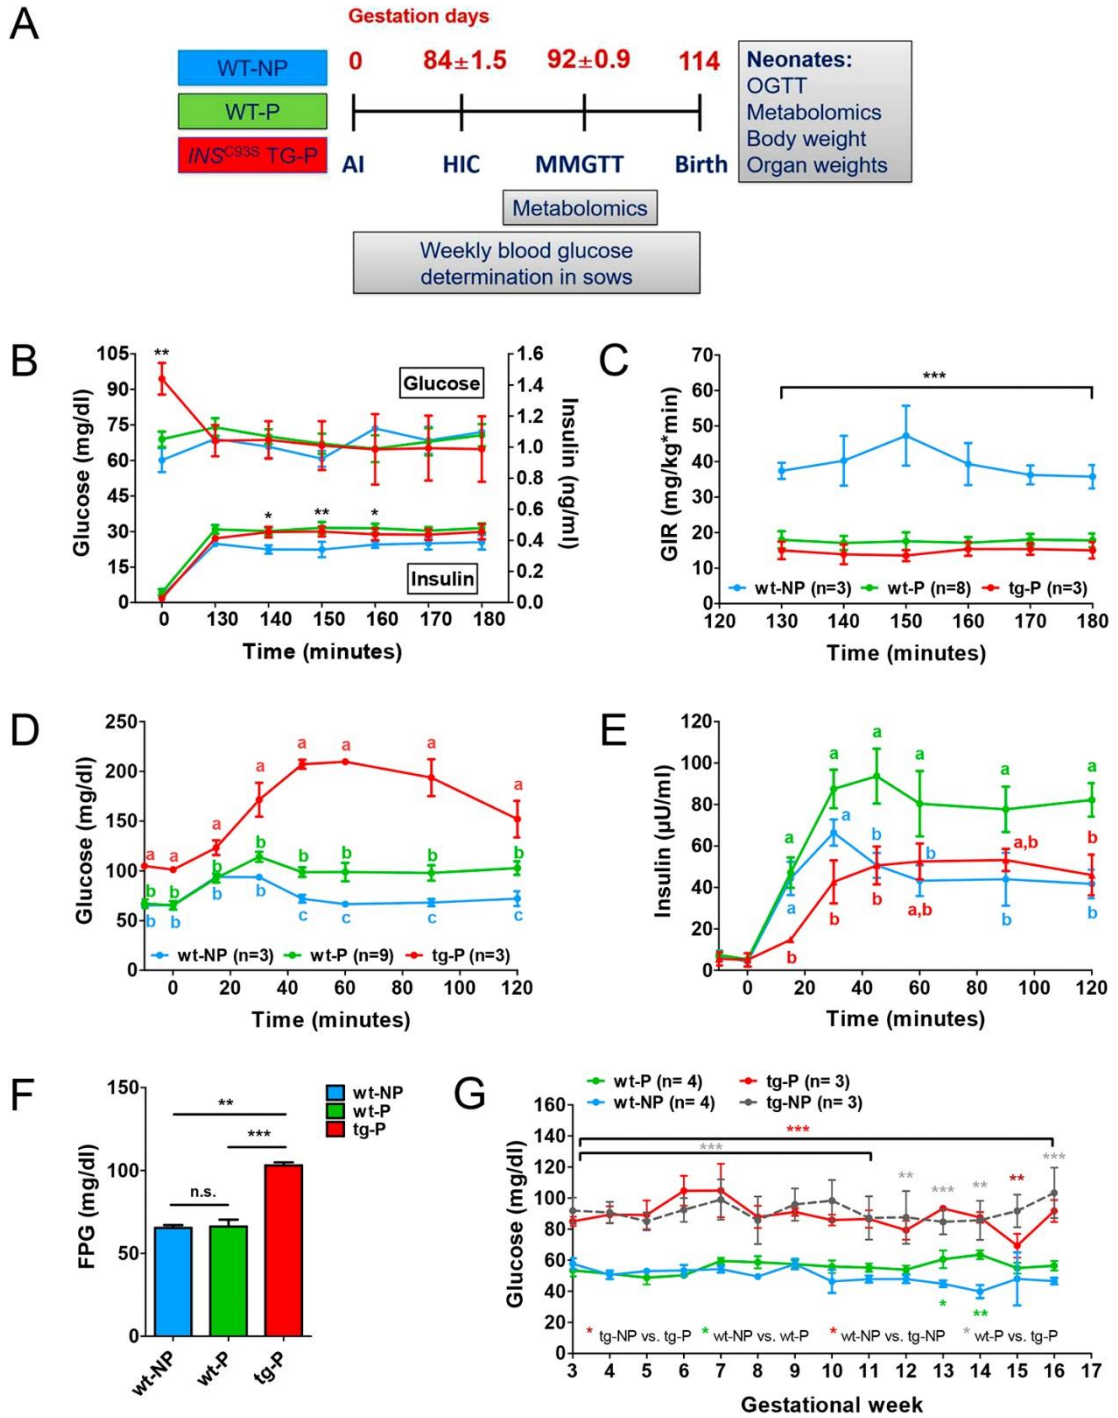 A
Gestation days
WT-NP
WT-P
INS^C93S TG-P
0
84±1.5
92±0.9
114
AI
HIC
MMGTT
Birth
Metabolomics
Weekly blood glucose
determination in sows
Neonates:
OGTT
Metabolomics
Body weight
Organ weights
B
Glucose (mg/dl)
105
90
75
60
45
30
15
0
**
Glucose
*
**
*
Insulin
1.6
1.4
1.2
1.0
0.8
0.6
0.4
0.2
0.0
Insulin (ng/ml)
0 130 140 150 160 170 180
Time (minutes)
C
GIR (mg/kg*min)
70
60
50
40
30
20
10
0
***
wt-NP (n=3) wt-P (n=8) tg-P (n=3)
120 130 140 150 160 170 180
Time (minutes)
D
Glucose (mg/dl)
250
200
150
100
50
0
a a a a a a a a
b b b b b b b b
b b b b c c c c
wt-NP (n=3) wt-P (n=9) tg-P (n=3)
0 20 40 60 80 100 120
Time (minutes)
E
Insulin (µU/ml)
120
100
80
60
40
20
0
a a a a a a
a a b b b b
b b b a,b a,b b
0 20 40 60 80 100 120
Time (minutes)
F
FPG (mg/dl)
150
100
50
0
**
***
n.s.
wt-NP
wt-P
tg-P
wt-NP
wt-P
tg-P
G
wt-P (n= 4) tg-P (n= 3)
wt-NP (n= 4) tg-NP (n= 3)
Glucose (mg/dl)
160
140
120
100
80
60
40
20
0
***
***
** *** ** ** ***
* **
* tg-NP vs. tg-P * wt-NP vs. wt-P * wt-NP vs. tg-NP * wt-P vs. tg-P
3 4 5 6 7 8 9 10 11 12 13 14 15 16 17
Gestational week